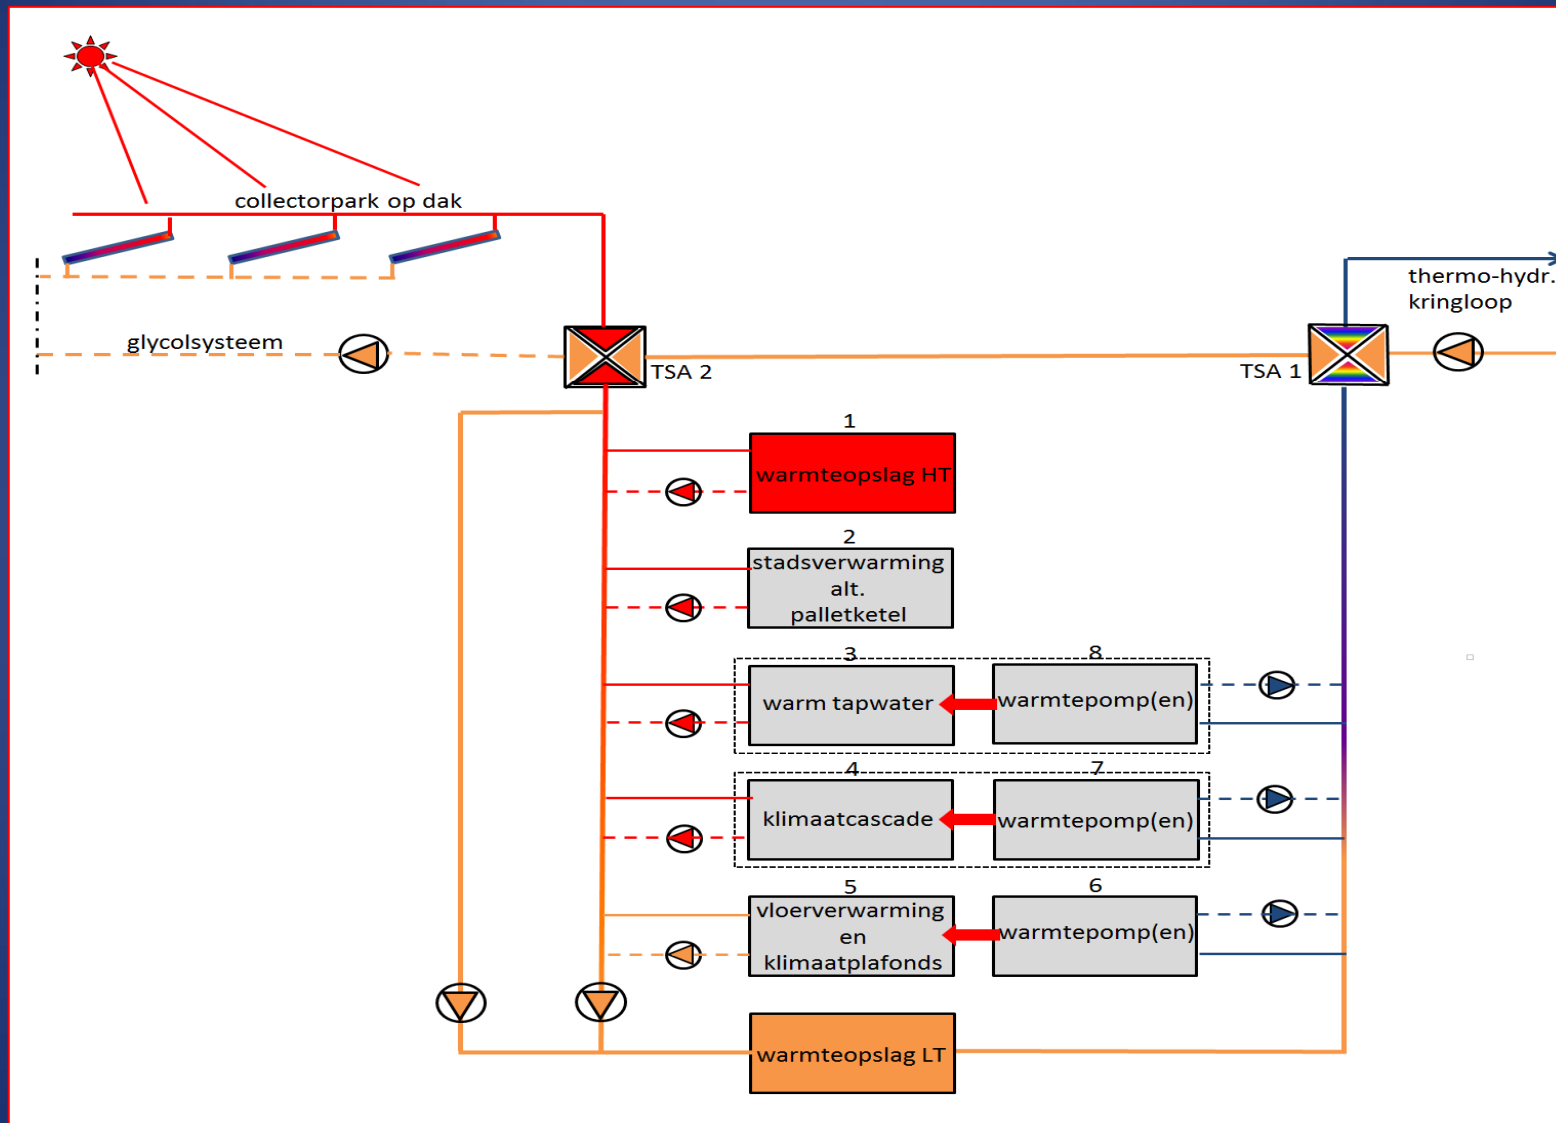 collectorpark op dak
thermo-hydr.
kringloop
glycolsysteem
TSA 2
TSA 1
1
warmteopslag HT
2
stadsverwarming
alt.
palletketel
3
8
warm tapwater
warmtepomp(en)
4
7
klimaatcascade
warmtepomp(en)
5
6
vloerverwarming
en
klimaatplafonds
warmtepomp(en)
warmteopslag LT